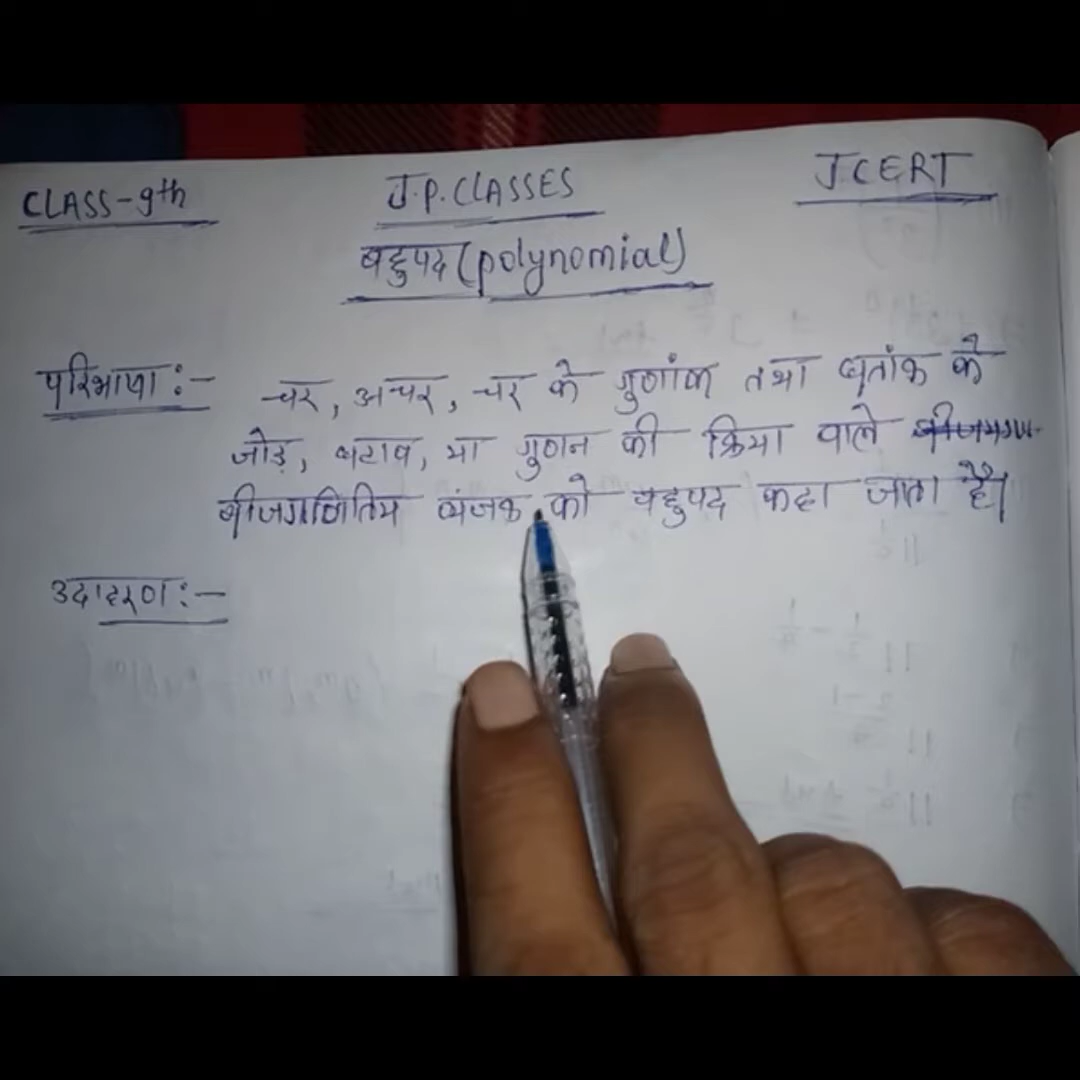 CLASS-9th J.P.CLASSES JCERT
बहुपद (polynomial)
परिभाषा :- चर, अचर, चर के गुणांक तथा घतांक के
जोड़, घटाव, या गुणन की क्रिया वाले
बीजगणितिय व्यंजक को बहुपद कहा जाता है।
उदाहरण :-